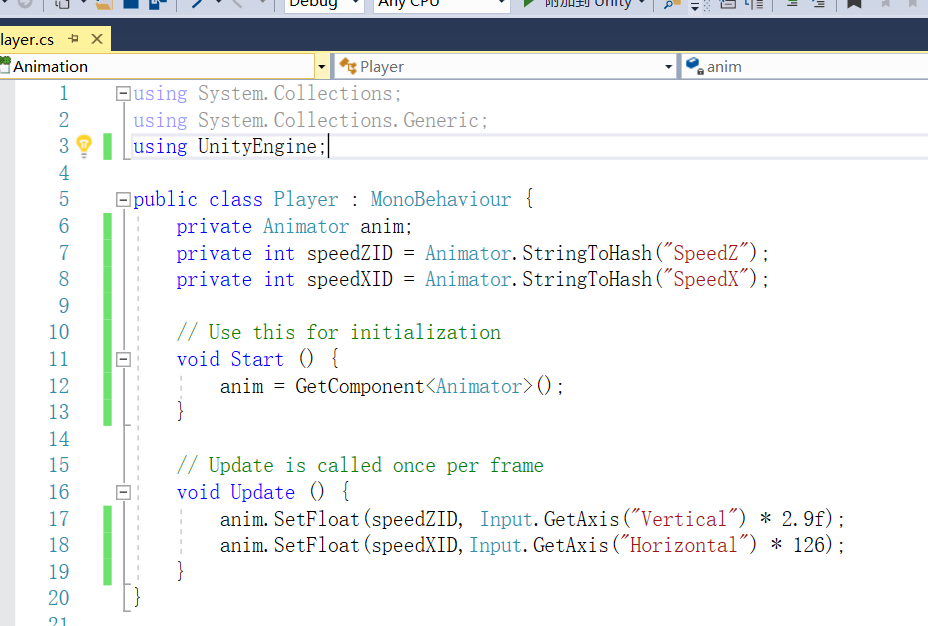 Debug Any CPU 附加到 Unity
layer.cs
Animation Player anim
1 using System.Collections;
2 using System.Collections.Generic;
3 using UnityEngine;
4
5 public class Player : MonoBehaviour {
6 private Animator anim;
7 private int speedZID = Animator.StringToHash("SpeedZ");
8 private int speedXID = Animator.StringToHash("SpeedX");
9
10 // Use this for initialization
11 void Start () {
12 anim = GetComponent<Animator>();
13 }
14
15 // Update is called once per frame
16 void Update () {
17 anim.SetFloat(speedZID, Input.GetAxis("Vertical") * 2.9f);
18 anim.SetFloat(speedXID,Input.GetAxis("Horizontal") * 126);
19 }
20 }
21